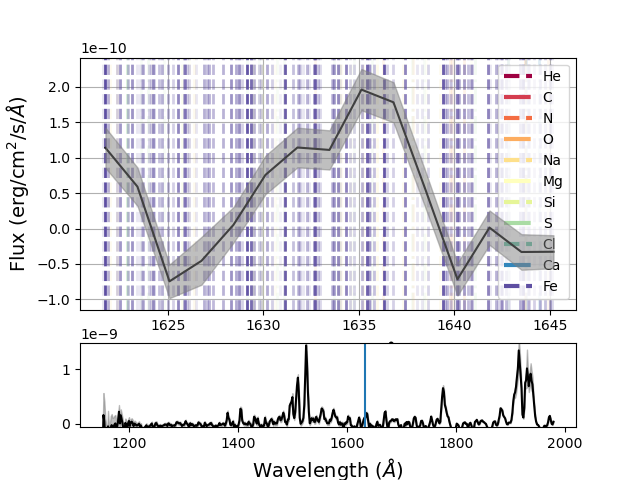 1e−10
Flux (erg/cm²/s/Å)
2.0
1.5
1.0
0.5
0.0
−0.5
−1.0
He
C
N
O
Na
Mg
Si
S
Cl
Ca
Fe
1625
1630
1635
1640
1645
1e−9
1
0
1200
1400
1600
1800
2000
Wavelength (Å)